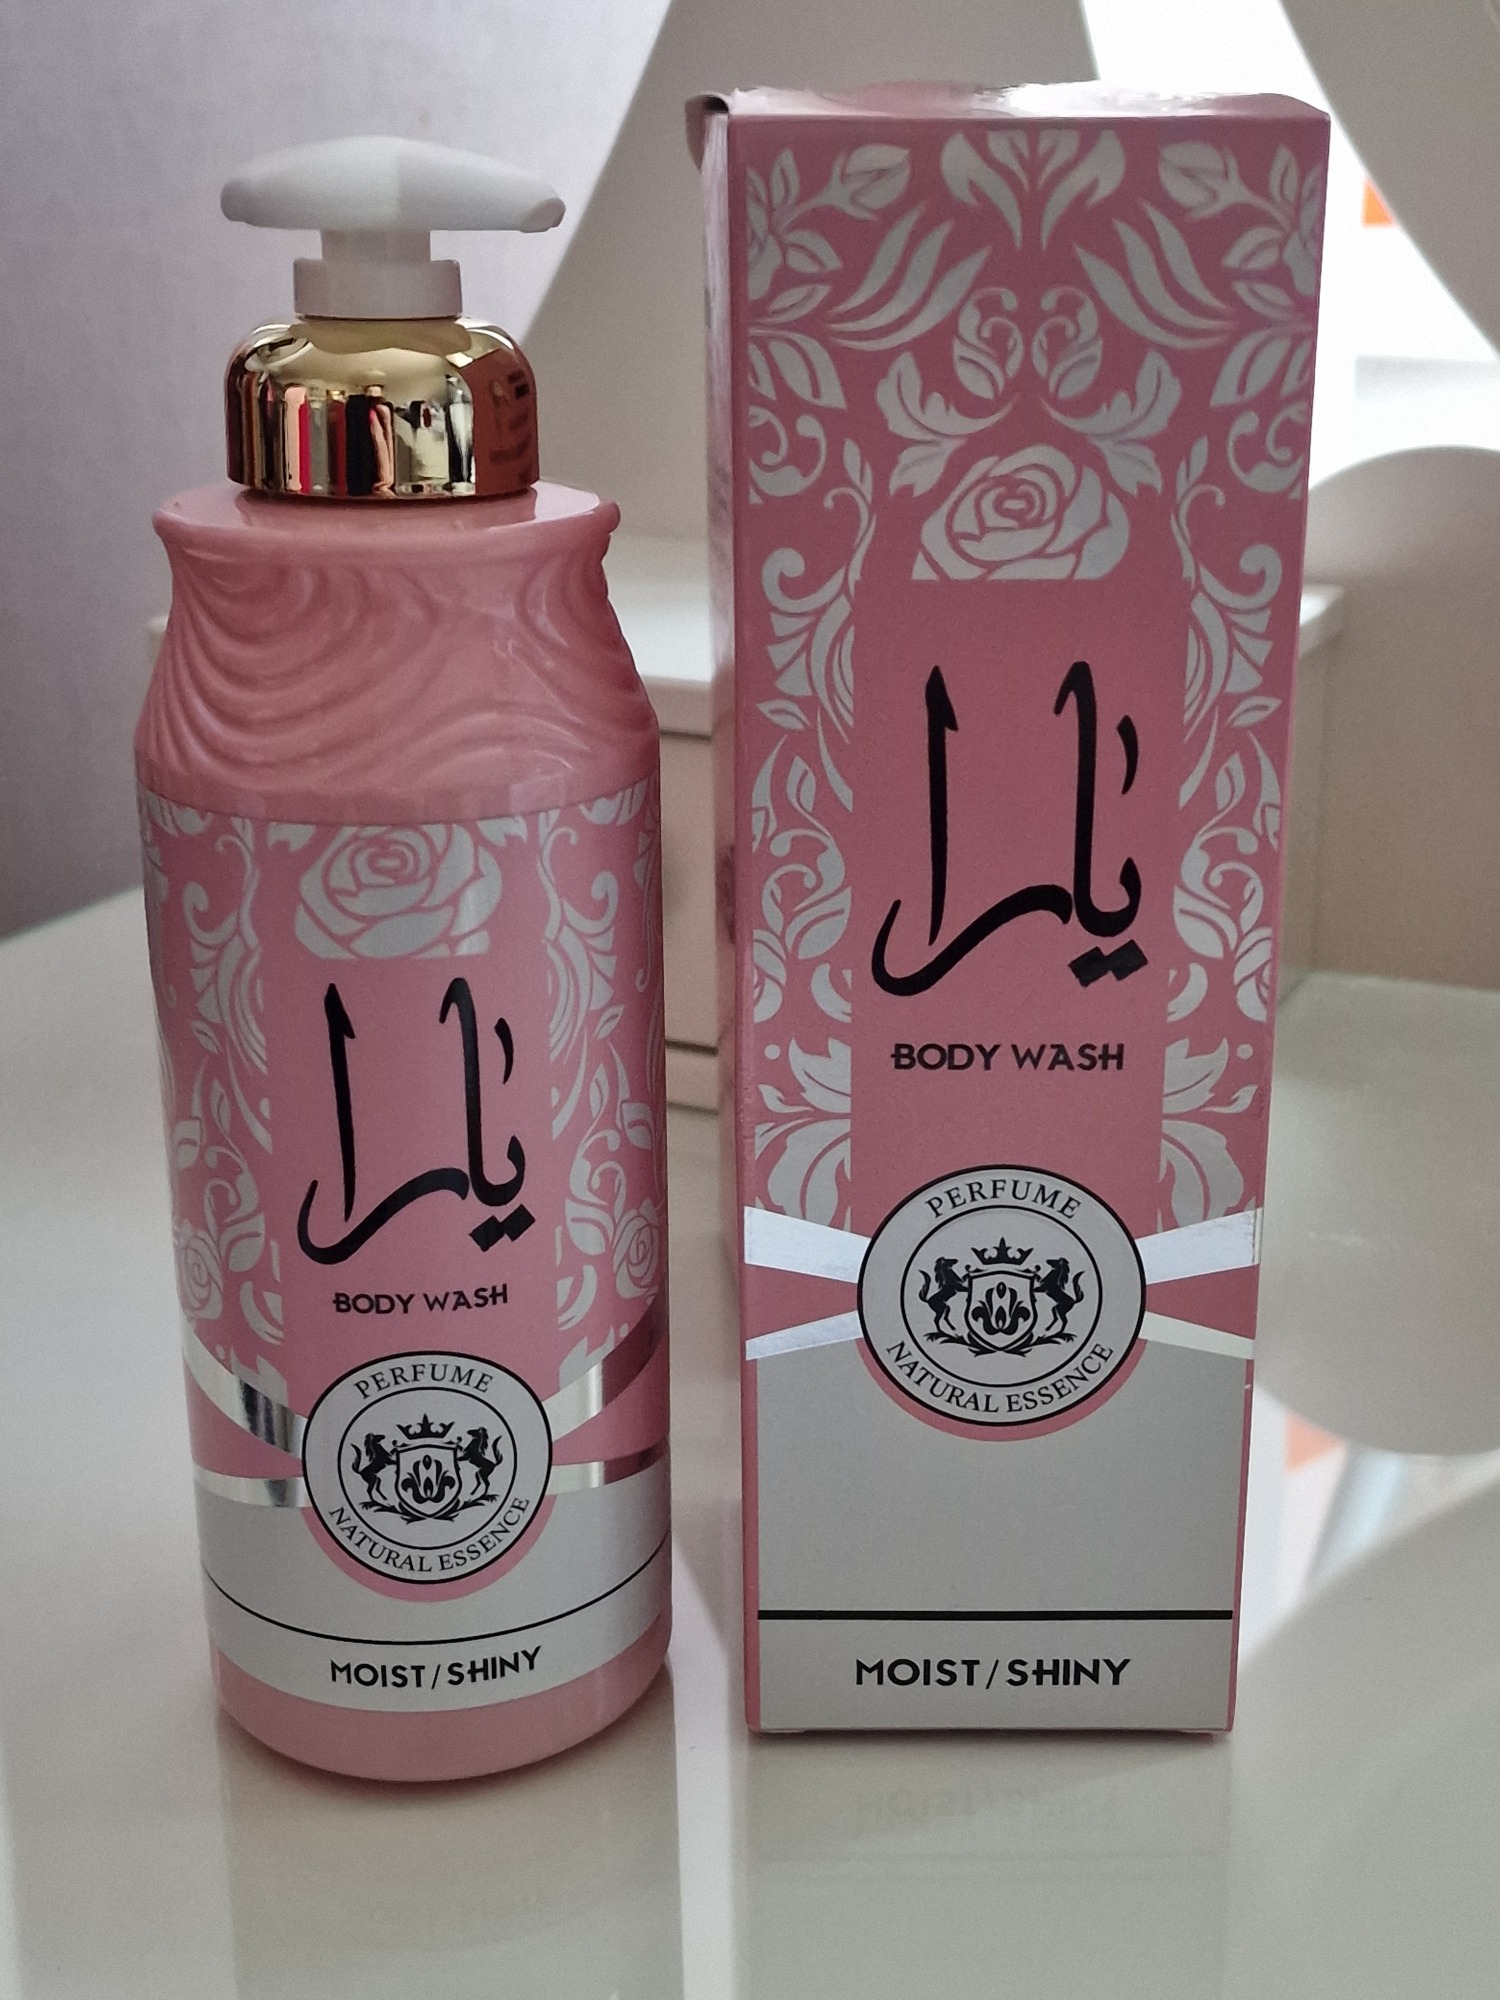 يارا
BODY WASH
PERFUME
NATURAL ESSENCE
MOIST/SHINY
يارا
BODY WASH
PERFUME
NATURAL ESSENCE
MOIST/SHINY